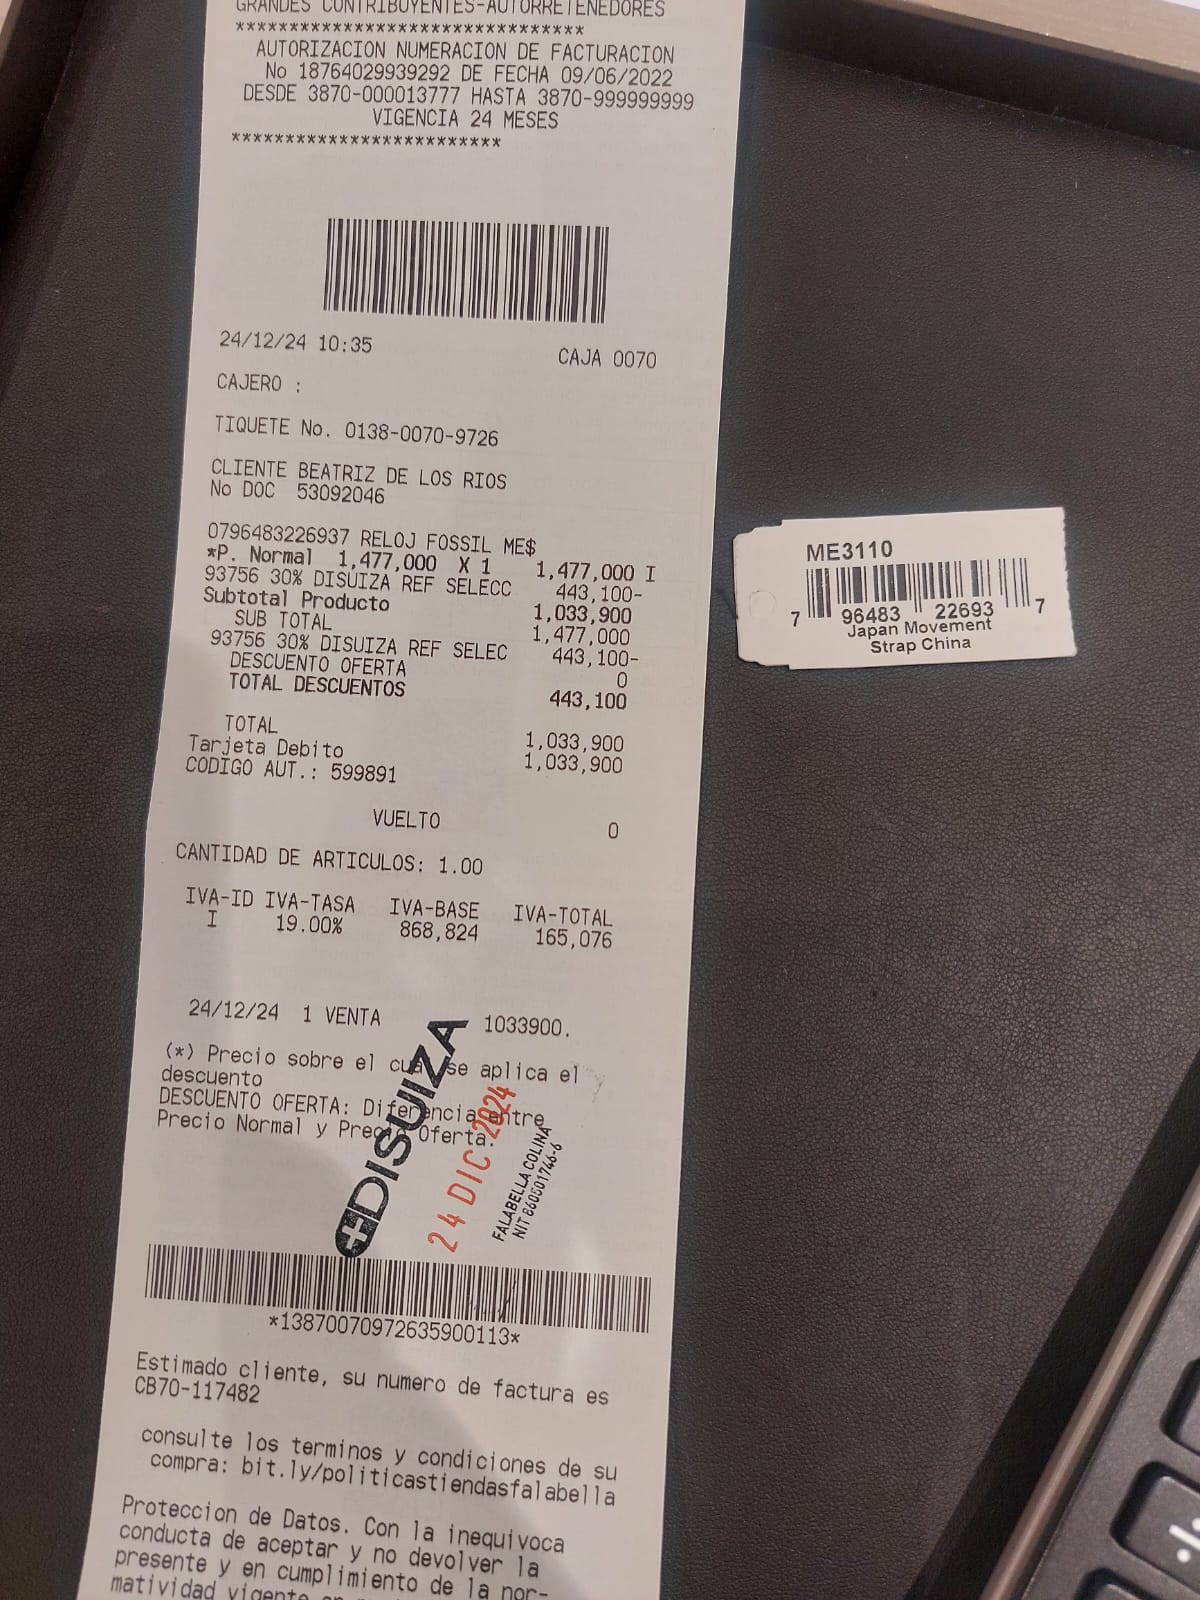 GRANDES CONTRIBUYENTES-AUTORRETENEDORES
*********************************
AUTORIZACION NUMERACION DE FACTURACION
No 18764029939292 DE FECHA 09/06/2022
DESDE 3870-000013777 HASTA 3870-999999999
VIGENCIA 24 MESES
*************************
24/12/24 10:35 CAJA 0070
CAJERO :
TIQUETE No. 0138-0070-9726
CLIENTE BEATRIZ DE LOS RIOS
No DOC 53092046
0796483226937 RELOJ FOSSIL ME$
*P. Normal 1,477,000 X 1 1,477,000 I
93756 30% DISUIZA REF SELECC 443,100-
Subtotal Producto 1,033,900
SUB TOTAL 1,477,000
93756 30% DISUIZA REF SELEC 443,100-
DESCUENTO OFERTA 0
TOTAL DESCUENTOS 443,100
TOTAL 1,033,900
Tarjeta Debito 1,033,900
CODIGO AUT.: 599891
VUELTO 0
CANTIDAD DE ARTICULOS: 1.00
IVA-ID IVA-TASA IVA-BASE IVA-TOTAL
I 19.00% 868,824 165,076
24/12/24 1 VENTA 1033900.
(*) Precio sobre el cual se aplica el
descuento
DESCUENTO OFERTA: Diferencia entre
Precio Normal y Precio Oferta.
DISUIZA
24 DIC 2024
FALABELLA COLINA
NIT 860501746-6
*13870070972635900113*
Estimado cliente, su numero de factura es
CB70-117482
consulte los terminos y condiciones de su
compra: bit.ly/politicastiendasfalabella
Proteccion de Datos. Con la inequivoca
conducta de aceptar y no devolver la
presente y en cumplimiento de la nor-
matividad vigente
ME3110
7 96483 22693 7
Japan Movement
Strap China